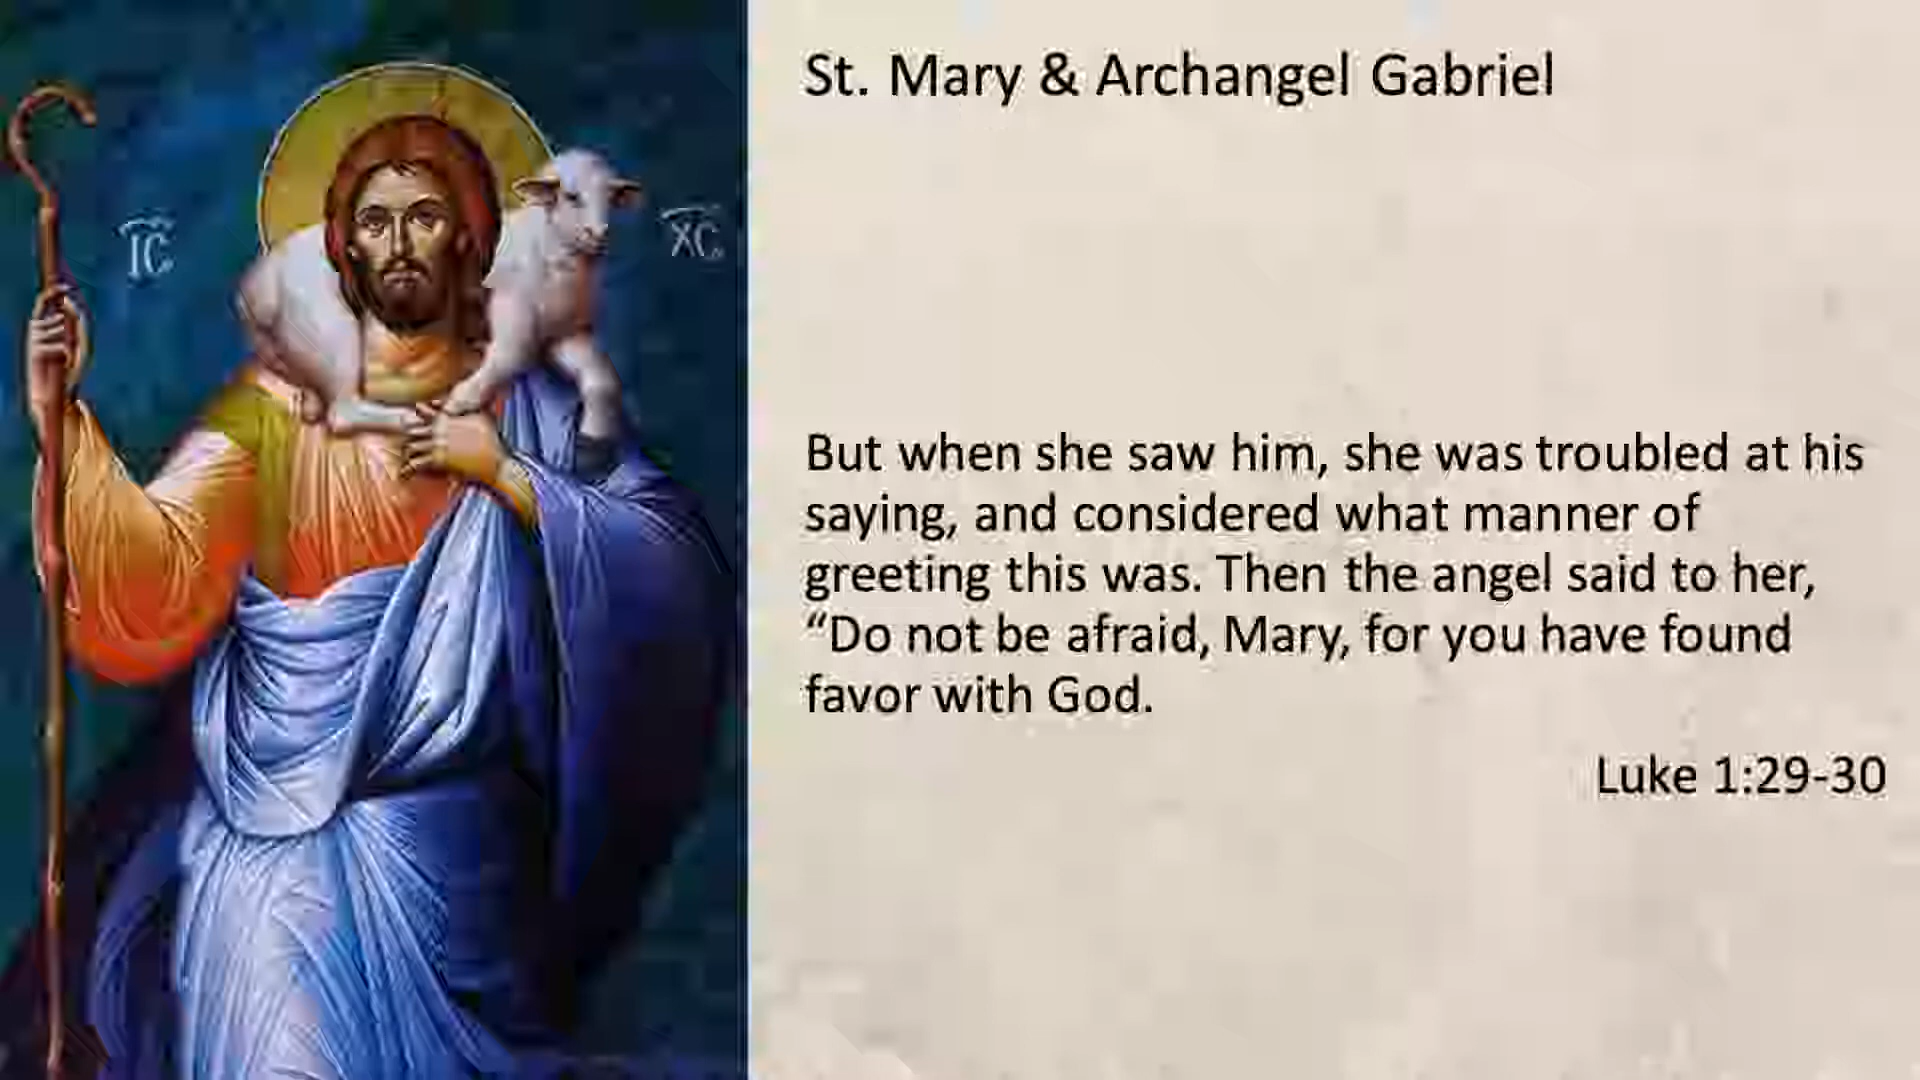 St. Mary & Archangel Gabriel
IC
XC
But when she saw him, she was troubled at his
saying, and considered what manner of
greeting this was. Then the angel said to her,
“Do not be afraid, Mary, for you have found
favor with God.
Luke 1:29-30